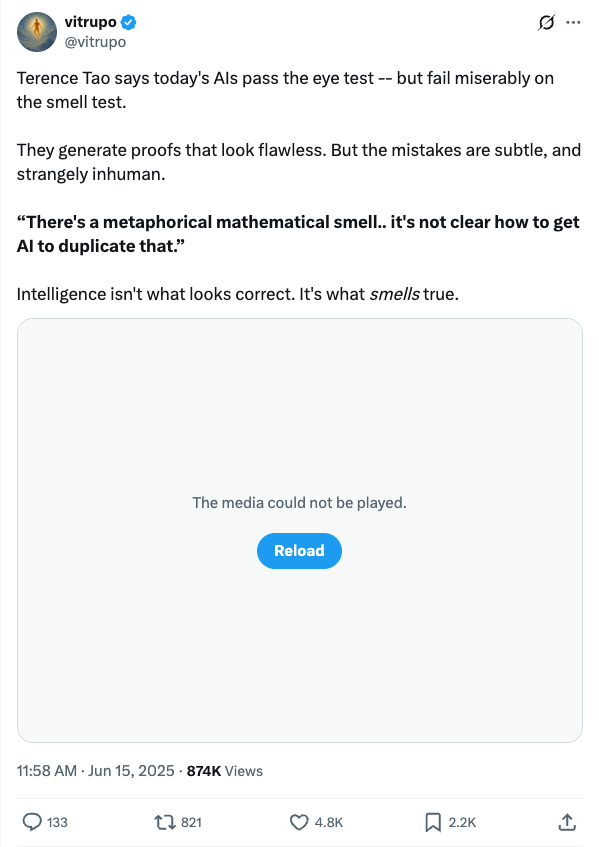 vitrupo
@vitrupo
Terence Tao says today's AIs pass the eye test -- but fail miserably on
the smell test.
They generate proofs that look flawless. But the mistakes are subtle, and
strangely inhuman.
“There's a metaphorical mathematical smell.. it's not clear how to get
AI to duplicate that.”
Intelligence isn't what looks correct. It's what smells true.
The media could not be played.
Reload
11:58 AM · Jun 15, 2025 · 874K Views
133 821 4.8K 2.2K